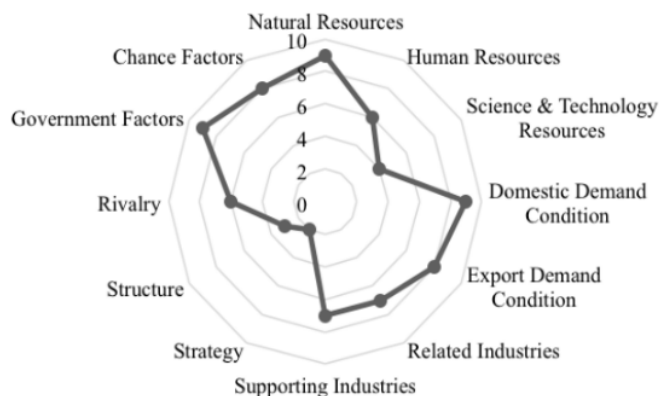 Natural Resources
10
Chance Factors
Human Resources
8
Government Factors
Science & Technology
Resources
6
4
2
Rivalry
0
Domestic Demand
Condition
Export Demand
Condition
Structure
Strategy
Related Industries
Supporting Industries